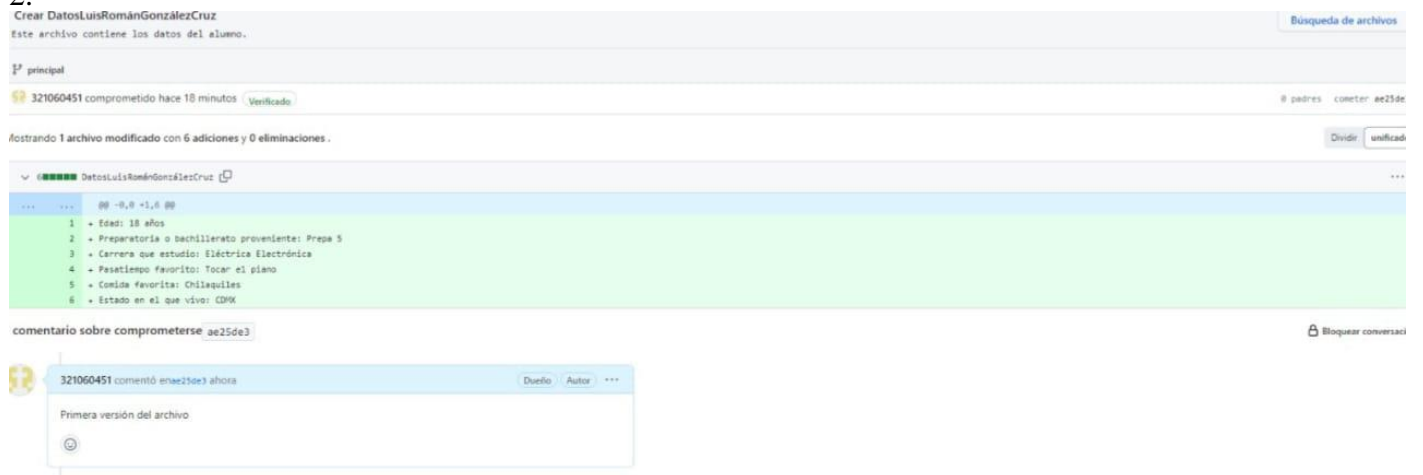 2.
Crear DatosLuisRománGonzálezCruz
Búsqueda de archivos
Este archivo contiene los datos del alumno.
principal
321060451 comprometido hace 18 minutos Verificado
0 padres cometer ae25de
Mostrando 1 archivo modificado con 6 adiciones y 0 eliminaciones .
Dividir unificado
6 DatosLuisRománGonzálezCruz
... ... @@ -0,0 +1,6 @@
1 + Edad: 18 años
2 + Preparatoria o bachillerato proveniente: Prepa 5
3 + Carrera que estudio: Eléctrica Electrónica
4 + Pasatiempo favorito: Tocar el piano
5 + Comida favorita: Chilaquiles
6 + Estado en el que vivo: CDMX
comentario sobre comprometerse ae25de3
Bloquear conversaci
321060451 comentó enae25de3 ahora
Dueño Autor ...
Primera versión del archivo